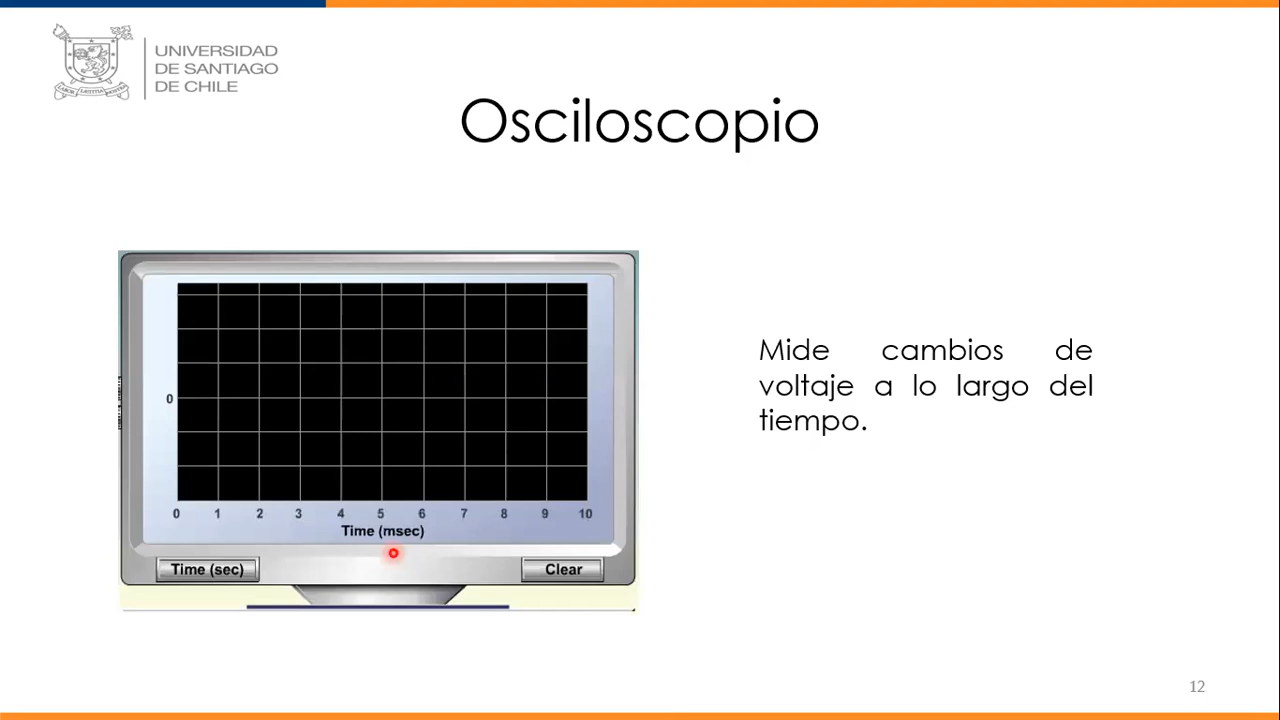 UNIVERSIDAD
DE SANTIAGO
DE CHILE
Osciloscopio
Mide cambios de
voltaje a lo largo del
tiempo.
0
0 1 2 3 4 5 6 7 8 9 10
Time (msec)
Time (sec)
Clear
12